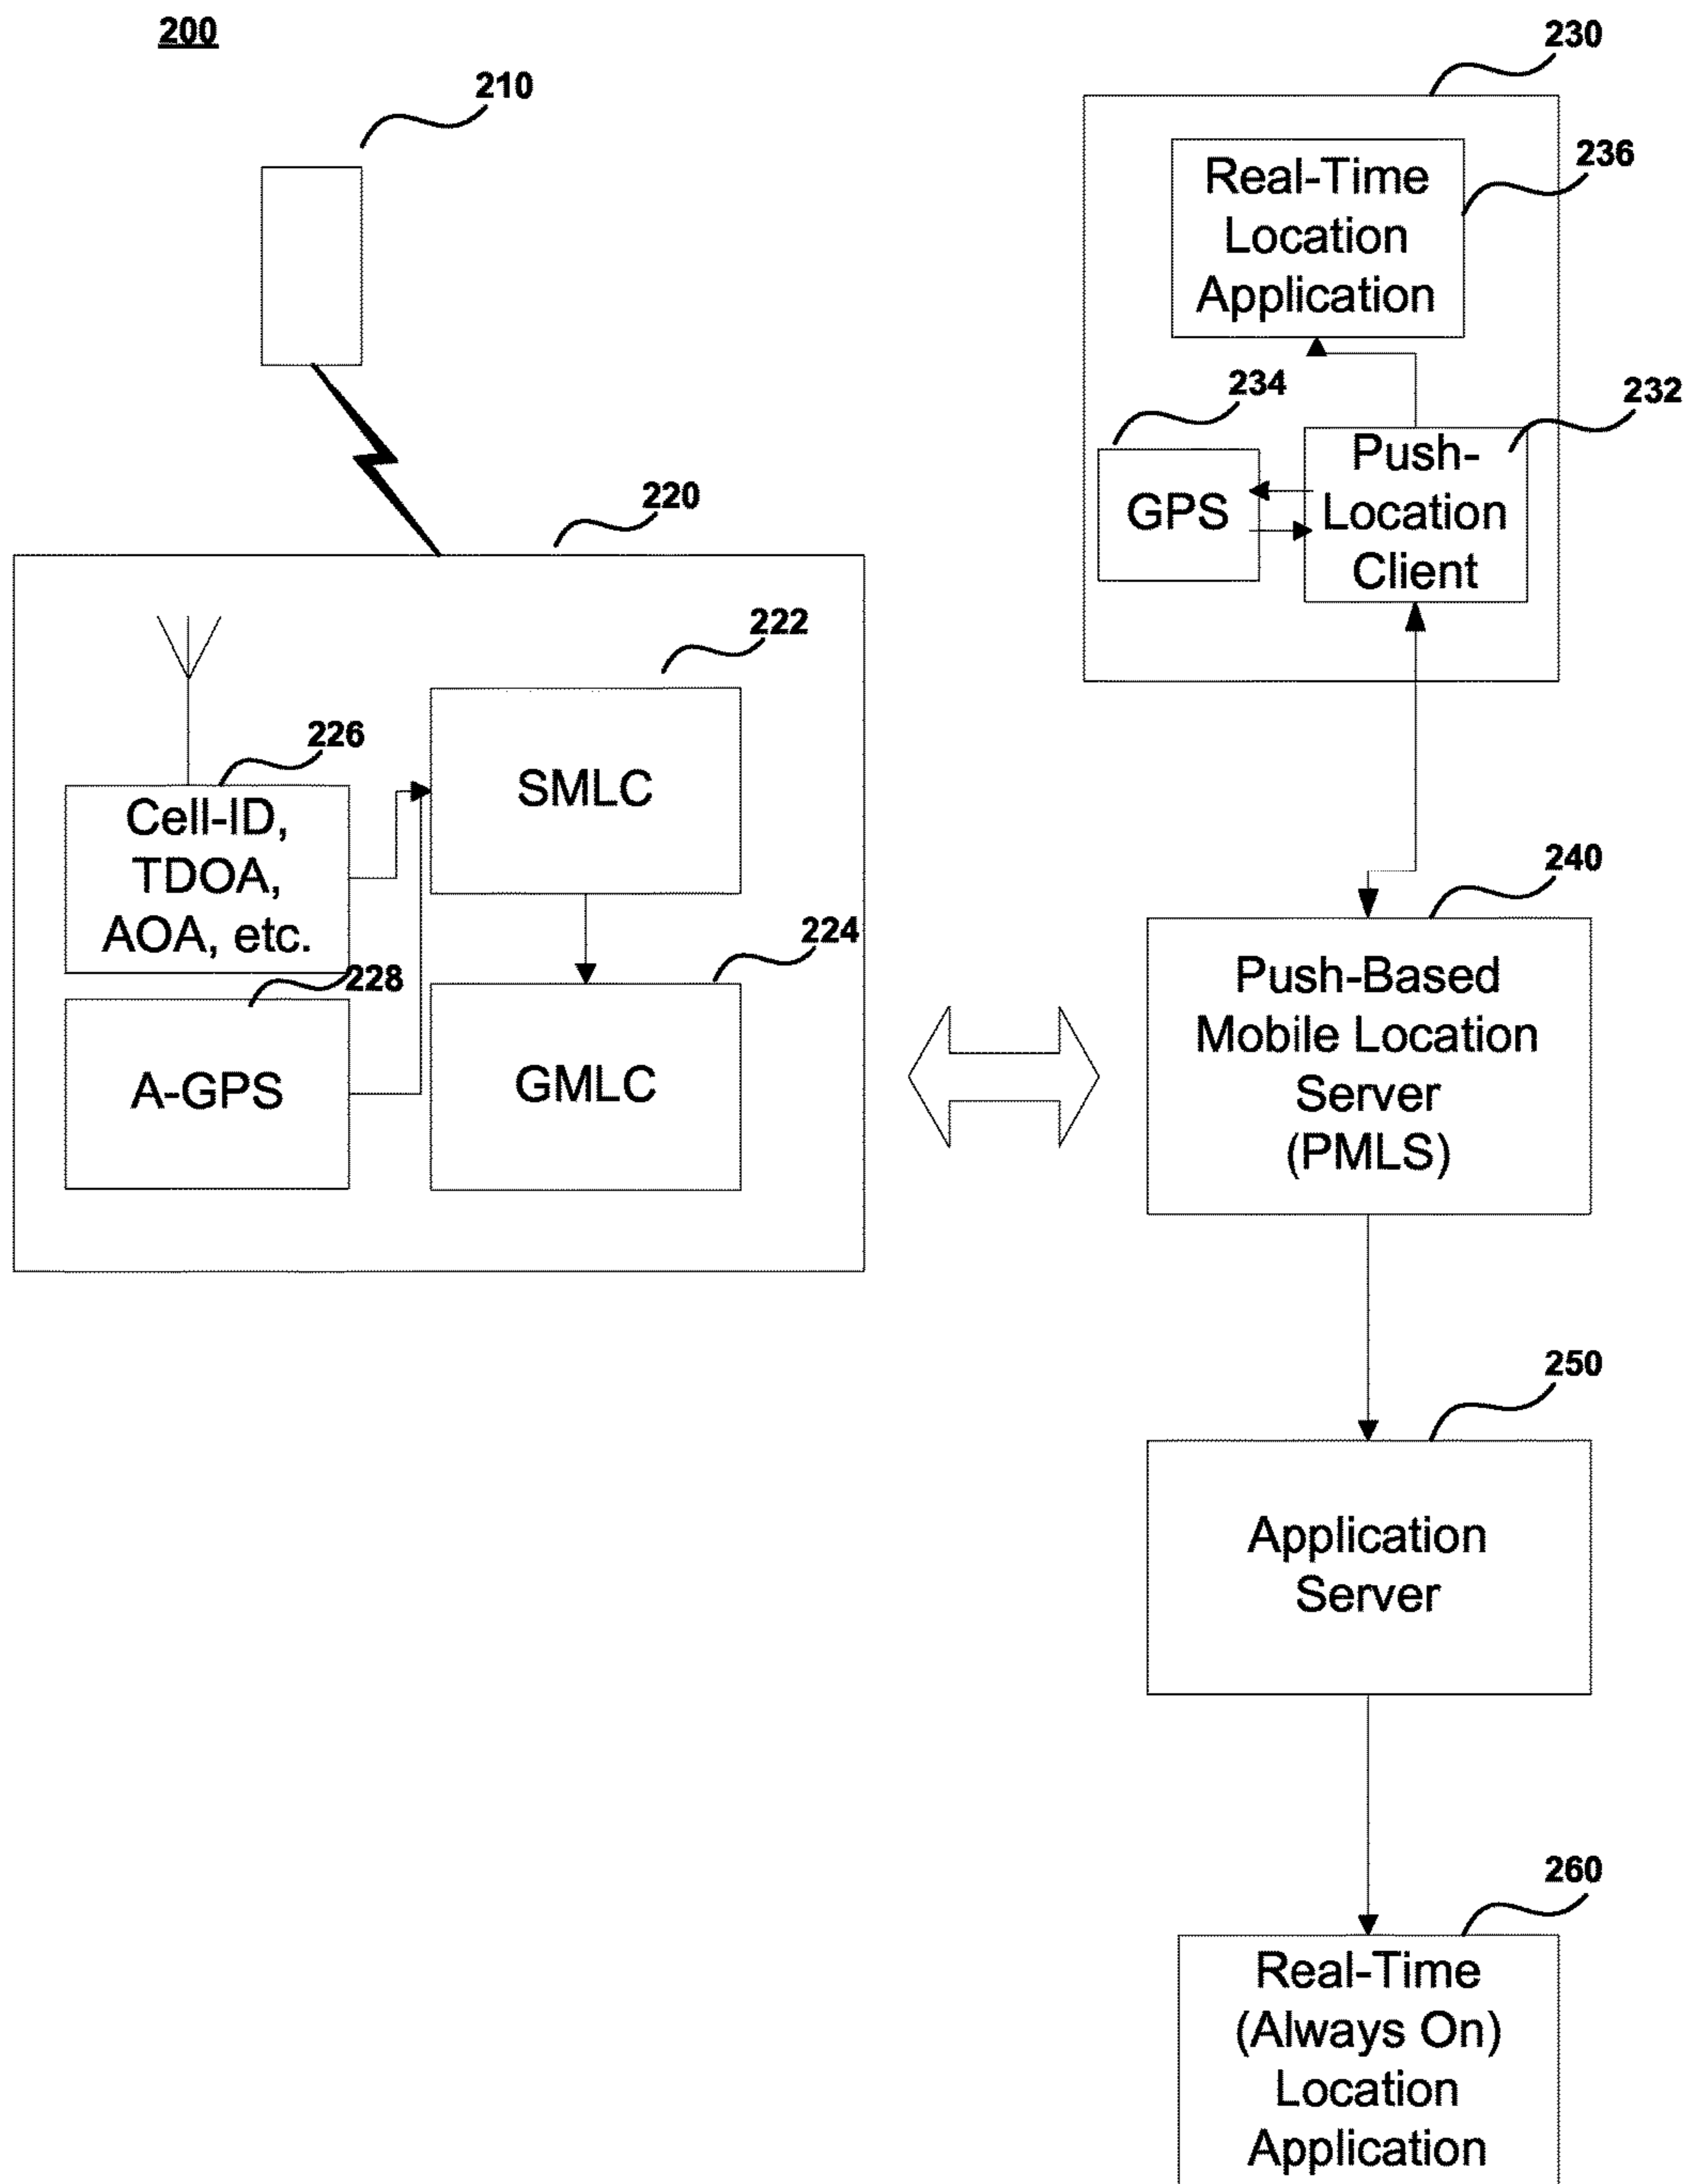 200
210
220
226
Cell-ID,
TDOA,
AOA, etc.
228
A-GPS
222
SMLC
224
GMLC
230
236
Real-Time
Location
Application
234
GPS
232
Push-
Location
Client
240
Push-Based
Mobile Location
Server
(PMLS)
250
Application
Server
260
Real-Time
(Always On)
Location
Application